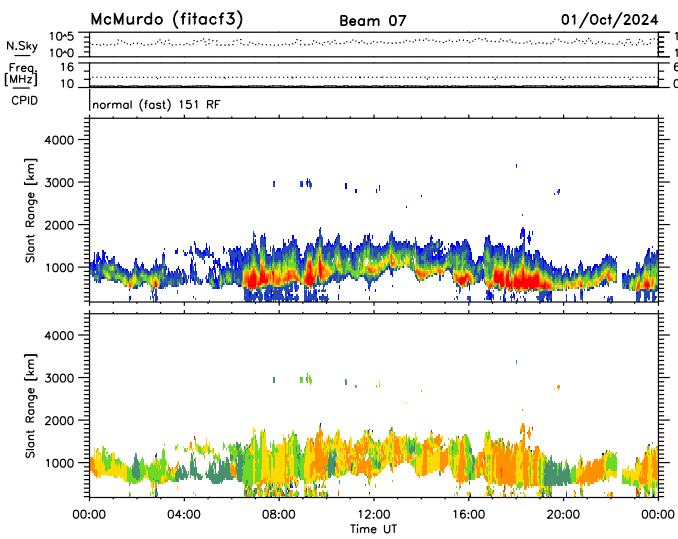 McMurdo (fitacf3) Beam 07 01/Oct/2024
N.Sky 10^5 10^0
Freq. [MHz] 16 10
CPID normal (fast) 151 RF
4000
3000
2000
1000
Slant Range [km]
4000
3000
2000
1000
Slant Range [km]
00:00 04:00 08:00 12:00 16:00 20:00 00:00
Time UT